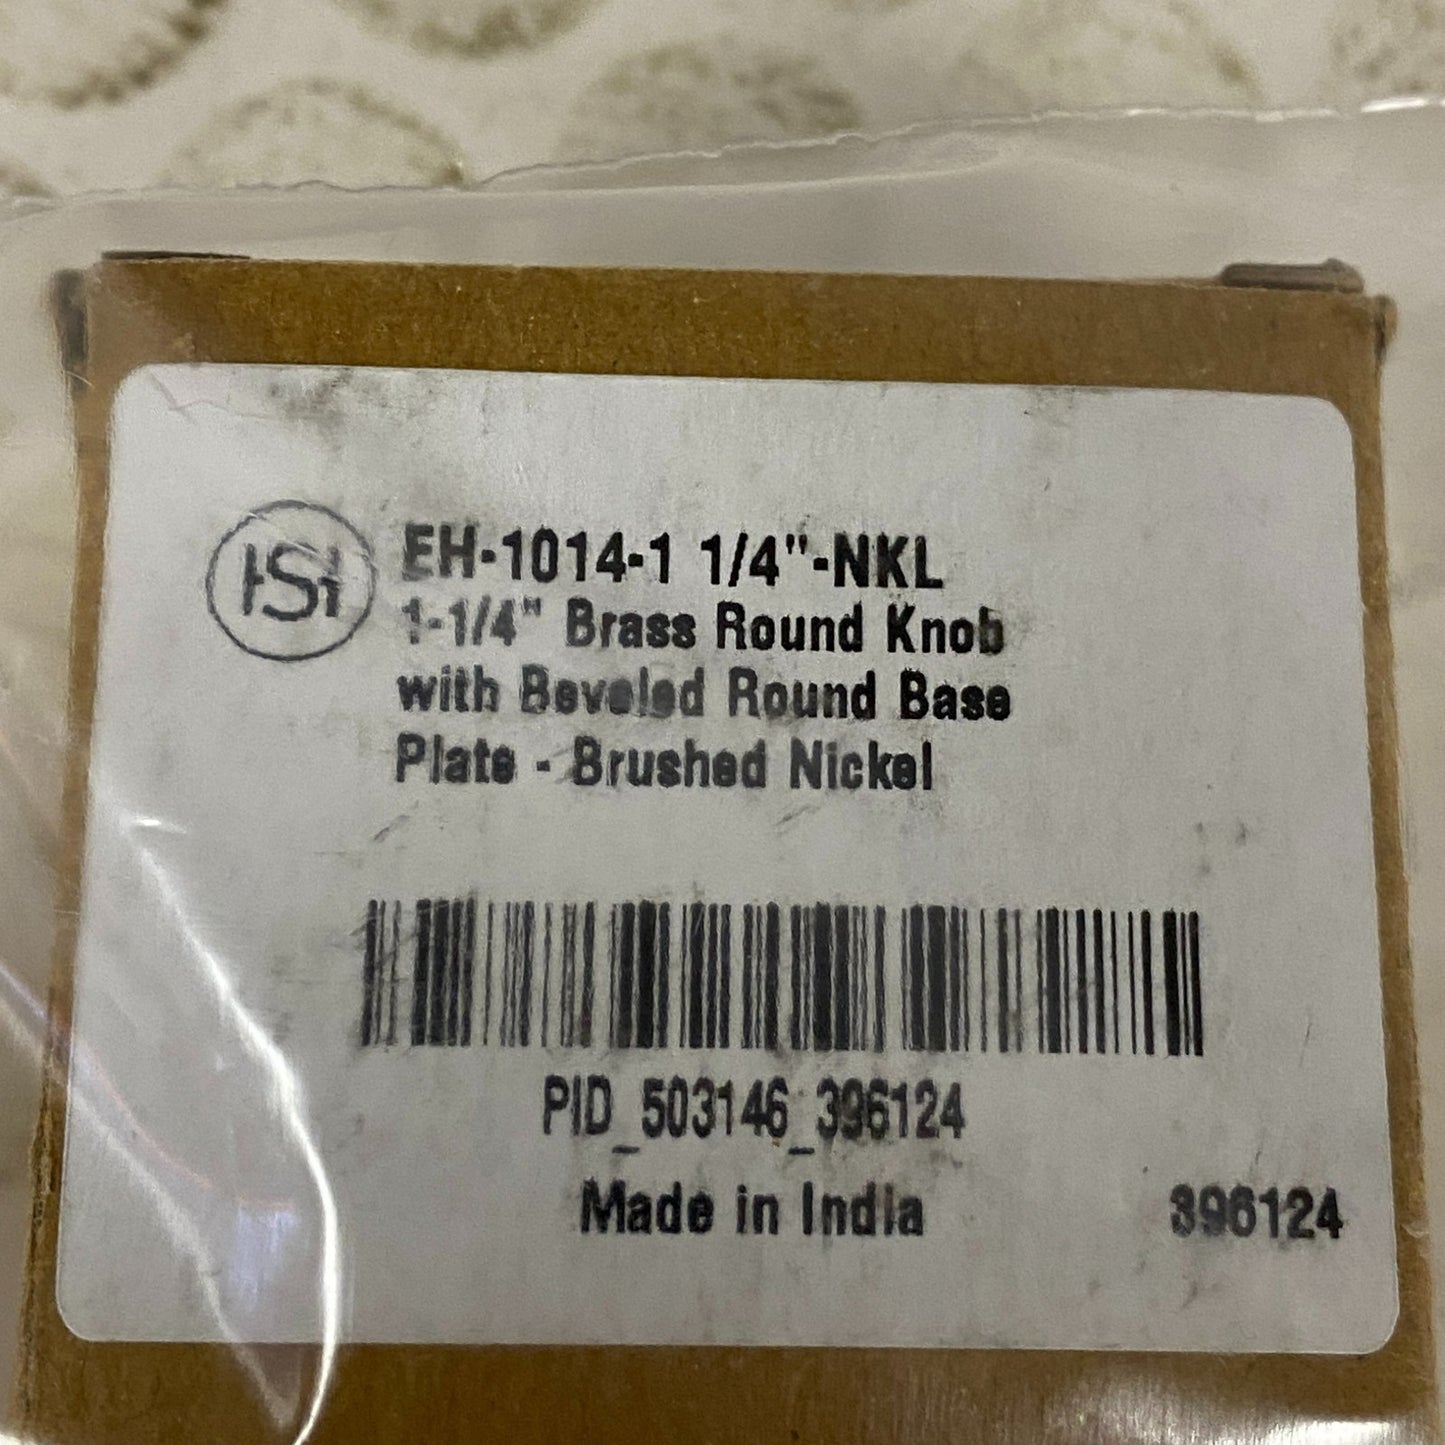 HSH
EH-1014-1 1/4"-NKL
1-1/4" Brass Round Knob
with Beveled Round Base
Plate - Brushed Nickel
PID_503146_396124
Made in India
396124